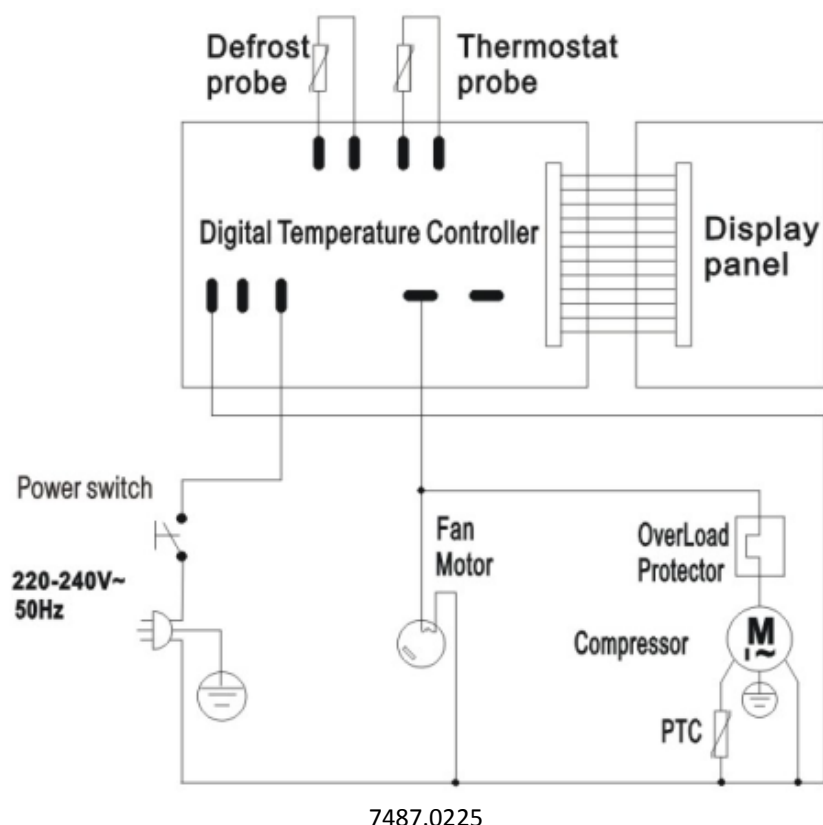 Defrost
probe
Thermostat
probe
Digital Temperature Controller
Display
panel
Power switch
220-240V~
50Hz
Fan
Motor
OverLoad
Protector
Compressor
M
I~
PTC
7487.0225